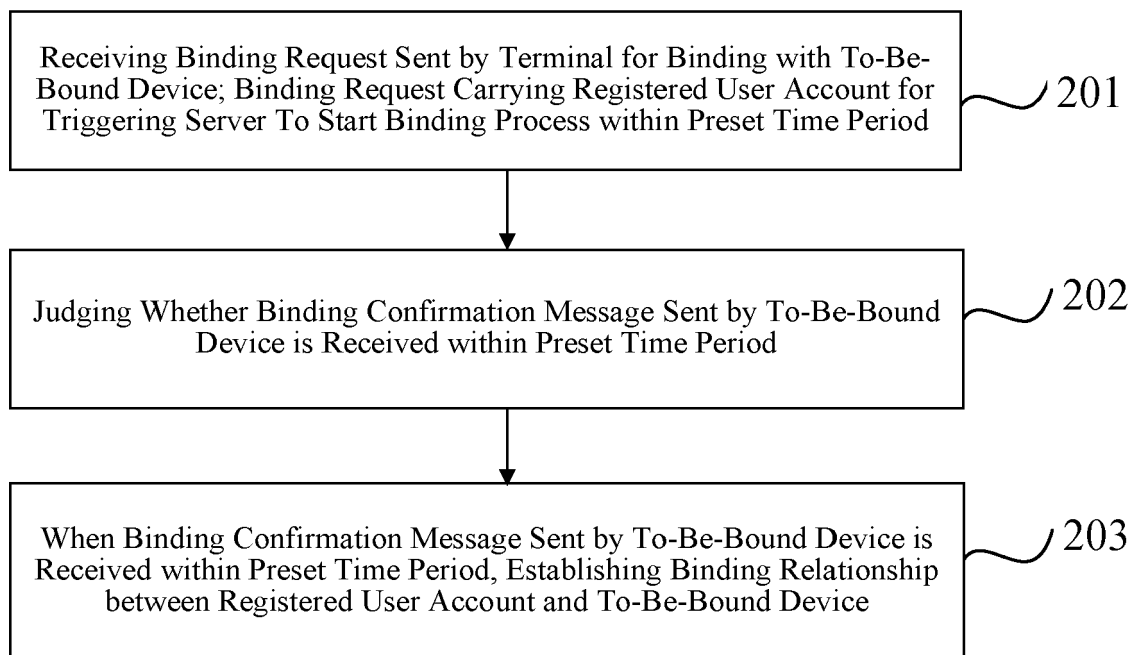 Receiving Binding Request Sent by Terminal for Binding with To-Be-
Bound Device; Binding Request Carrying Registered User Account for
Triggering Server To Start Binding Process within Preset Time Period
201
Judging Whether Binding Confirmation Message Sent by To-Be-Bound
Device is Received within Preset Time Period
202
When Binding Confirmation Message Sent by To-Be-Bound Device is
Received within Preset Time Period, Establishing Binding Relationship
between Registered User Account and To-Be-Bound Device
203